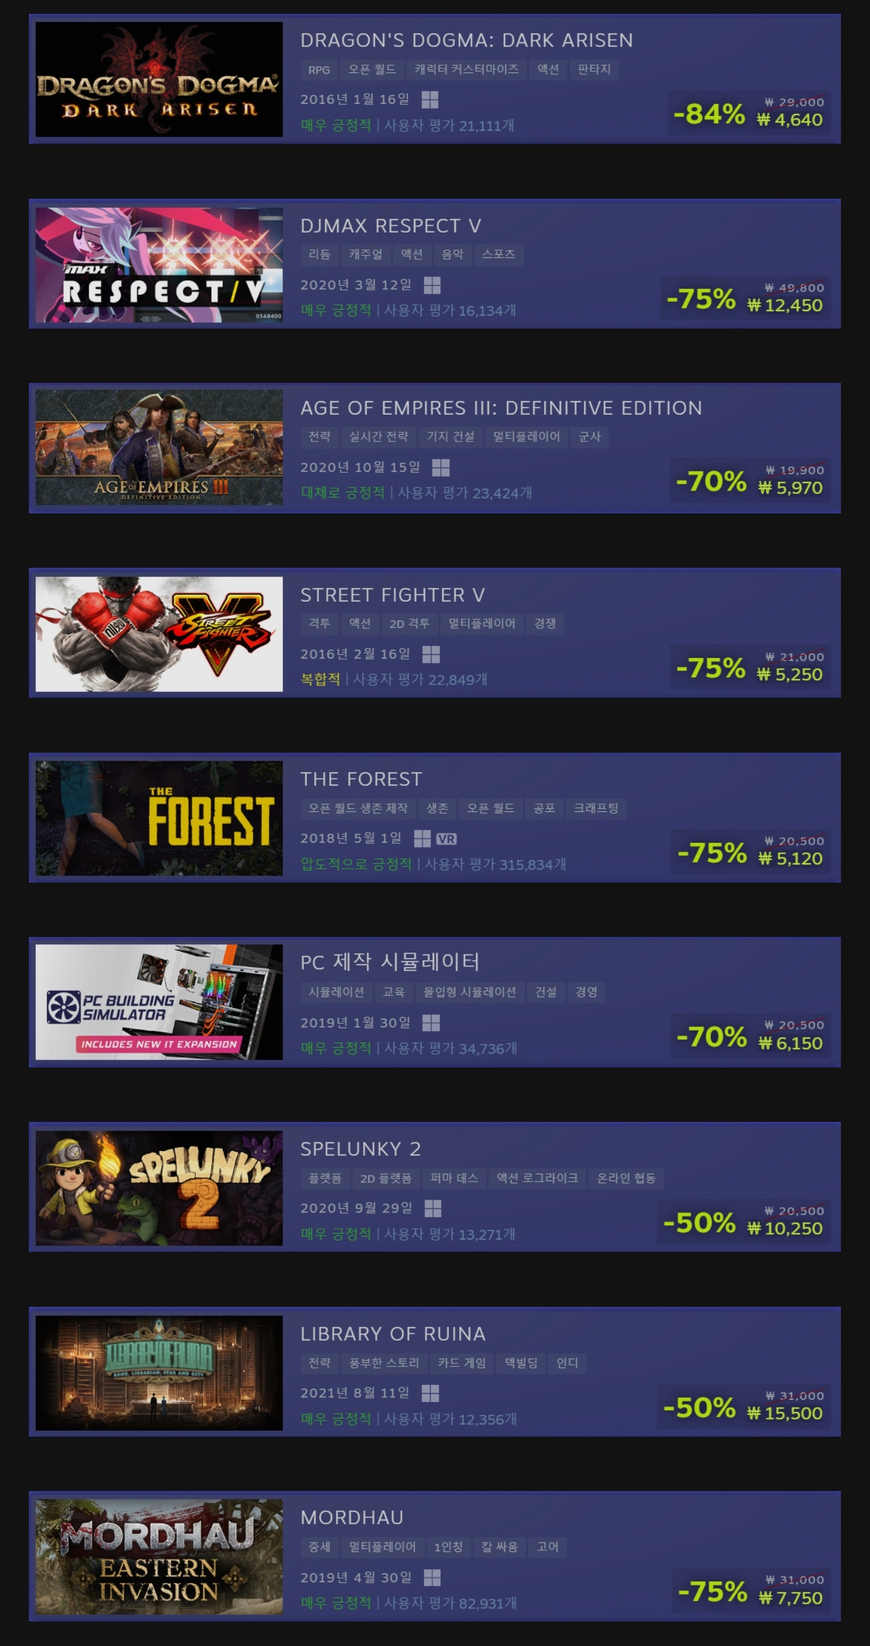 DRAGON'S DOGMA
DARK ARISEN
DRAGON'S DOGMA: DARK ARISEN
RPG 오픈 월드 캐릭터 커스터마이즈 액션 판타지
2016년 1월 16일
매우 긍정적 | 사용자 평가 21,111개
-84%
₩ 29,000
₩ 4,640
MAX
RESPECT/V
DJMAX RESPECT V
리듬 캐주얼 액션 음악 스포츠
2020년 3월 12일
매우 긍정적 | 사용자 평가 16,134개
-75%
₩ 49,800
₩ 12,450
AGE OF EMPIRES III
DEFINITIVE EDITION
AGE OF EMPIRES III: DEFINITIVE EDITION
전략 실시간 전략 기지 건설 멀티플레이어 군사
2020년 10월 15일
대체로 긍정적 | 사용자 평가 23,424개
-70%
₩ 19,900
₩ 5,970
STREET FIGHTER V
STREET FIGHTER V
격투 액션 2D 격투 멀티플레이어 경쟁
2016년 2월 16일
복합적 | 사용자 평가 22,849개
-75%
₩ 21,000
₩ 5,250
THE FOREST
THE FOREST
오픈 월드 생존 제작 생존 오픈 월드 공포 크래프팅
2018년 5월 1일 VR
압도적으로 긍정적 | 사용자 평가 315,834개
-75%
₩ 20,500
₩ 5,120
PC BUILDING
SIMULATOR
INCLUDES NEW IT EXPANSION
PC 제작 시뮬레이터
시뮬레이션 교육 몰입형 시뮬레이션 건설 경영
2019년 1월 30일
매우 긍정적 | 사용자 평가 34,736개
-70%
₩ 20,500
₩ 6,150
SPELUNKY
2
SPELUNKY 2
플랫폼 2D 플랫폼 퍼마 데스 액션 로그라이크 온라인 협동
2020년 9월 29일
매우 긍정적 | 사용자 평가 13,271개
-50%
₩ 20,500
₩ 10,250
LIBRARY OF RUINA
LIBRARY OF RUINA
전략 풍부한 스토리 카드 게임 덱빌딩 인디
2021년 8월 11일
매우 긍정적 | 사용자 평가 12,356개
-50%
₩ 31,000
₩ 15,500
MORDHAU
EASTERN
INVASION
MORDHAU
중세 멀티플레이어 1인칭 칼 싸움 고어
2019년 4월 30일
매우 긍정적 | 사용자 평가 82,931개
-75%
₩ 31,000
₩ 7,750